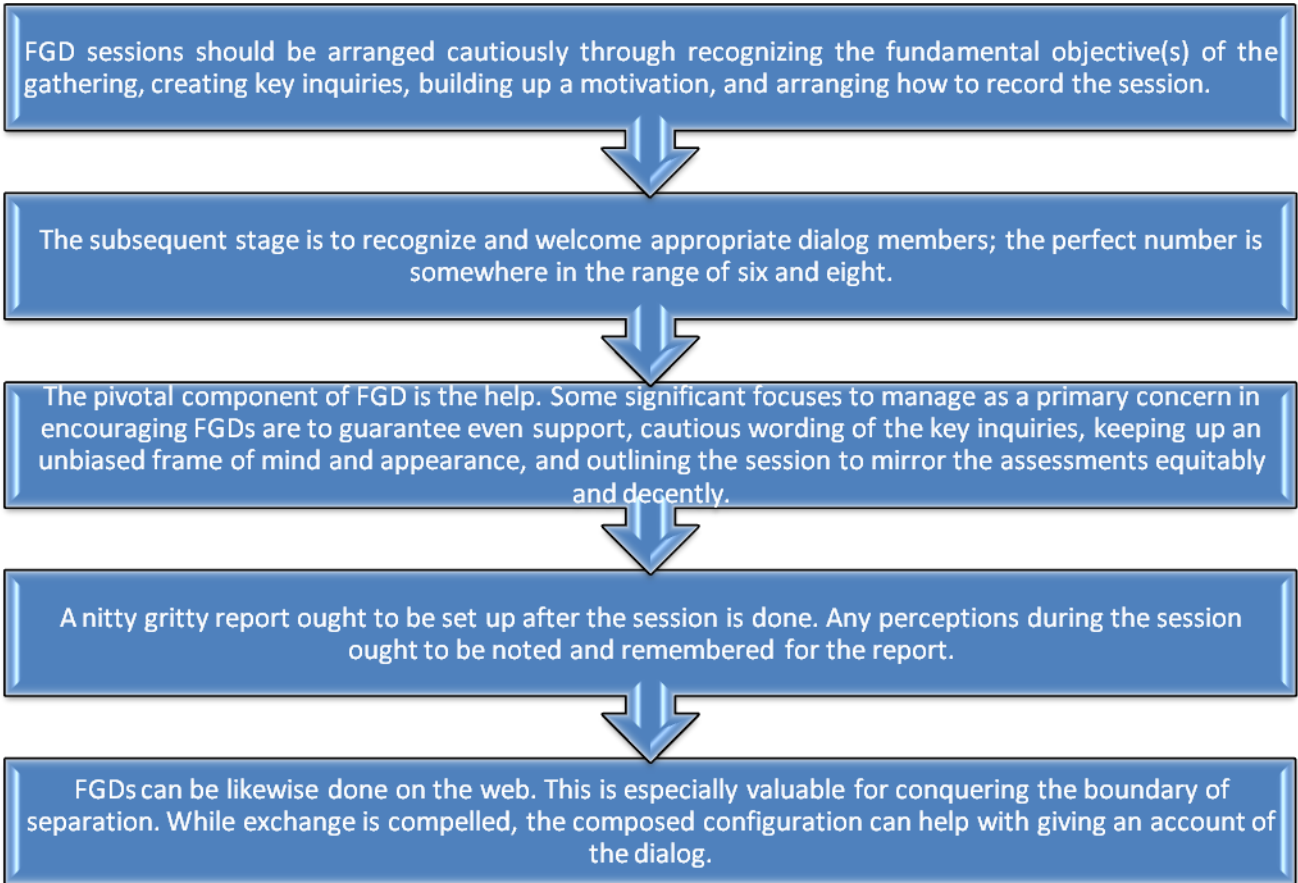 FGD sessions should be arranged cautiously through recognizing the fundamental objective(s) of the
gathering, creating key inquiries, building up a motivation, and arranging how to record the session.
The subsequent stage is to recognize and welcome appropriate dialog members; the perfect number is
somewhere in the range of six and eight.
The pivotal component of FGD is the help. Some significant focuses to manage as a primary concern in
encouraging FGDs are to guarantee even support, cautious wording of the key inquiries, keeping up an
unbiased frame of mind and appearance, and outlining the session to mirror the assessments equitably
and decently.
A nitty gritty report ought to be set up after the session is done. Any perceptions during the session
ought to be noted and remembered for the report.
FGDs can be likewise done on the web. This is especially valuable for conquering the boundary of
separation. While exchange is compelled, the composed configuration can help with giving an account of
the dialog.